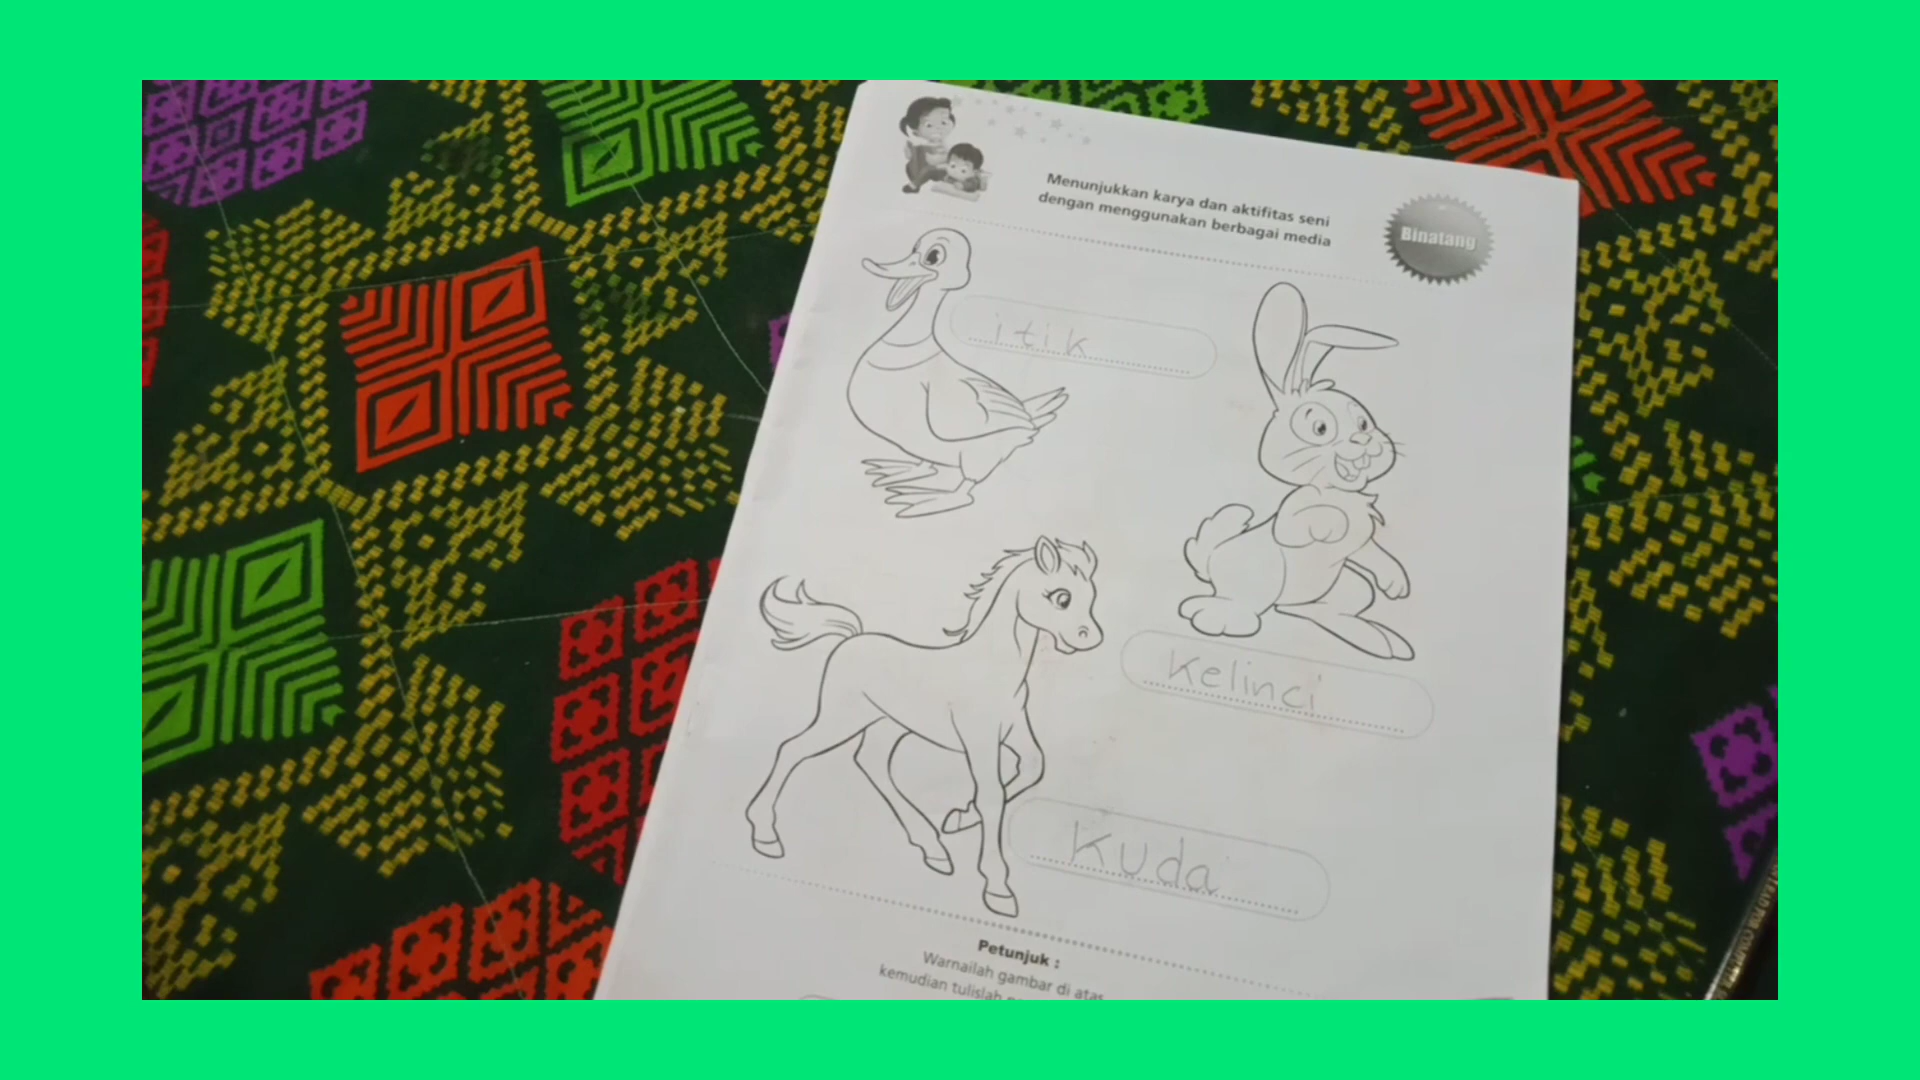 Menunjukkan karya dan aktifitas seni
dengan menggunakan berbagai media
Binatang
itik
Kelinci
Kuda
Petunjuk :
Warnailah gambar di atas
kemudian tulislah